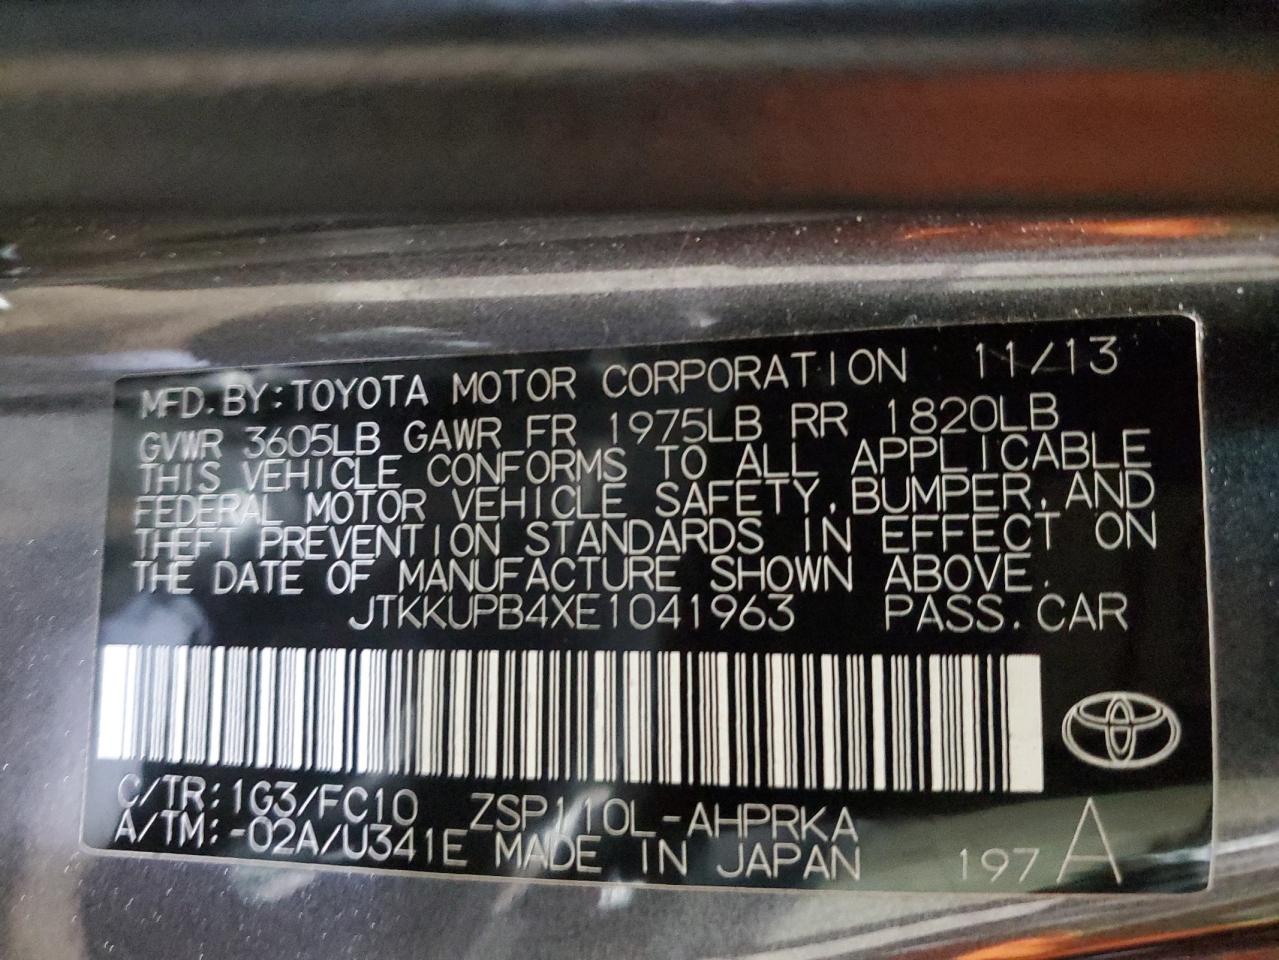 MFD. BY: TOYOTA MOTOR CORPORATION 11/13
GVWR 3605LB GAWR FR 1975LB RR 1820LB
THIS VEHICLE CONFORMS TO ALL APPLICABLE
FEDERAL MOTOR VEHICLE SAFETY, BUMPER, AND
THEFT PREVENTION STANDARDS IN EFFECT ON
THE DATE OF MANUFACTURE SHOWN ABOVE.
JTKKUPB4XE1041963 PASS. CAR
C/TR: 1G3/FC10 ZSP110L-AHPRKA
A/TM: -02A/U341E MADE IN JAPAN 197 A